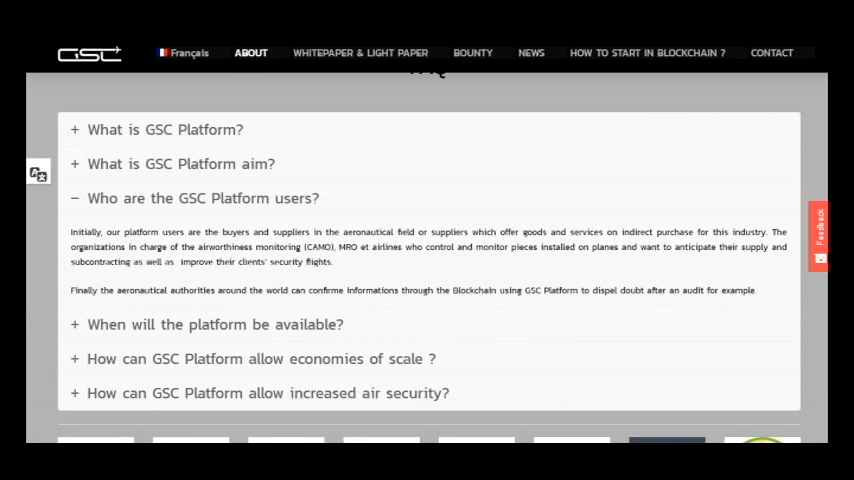 GSC
Français ABOUT WHITEPAPER & LIGHT PAPER BOUNTY NEWS HOW TO START IN BLOCKCHAIN ? CONTACT
+ What is GSC Platform?
+ What is GSC Platform aim?
− Who are the GSC Platform users?
Initially, our platform users are the buyers and suppliers in the aeronautical field or suppliers which offer goods and services on indirect purchase for this industry. The
organizations in charge of the airworthiness monitoring (CAMO), MRO et airlines who control and monitor pieces installed on planes and want to anticipate their supply and
subcontracting as well as improve their clients' security flights.
Finally the aeronautical authorities around the world can confirme informations through the Blockchain using GSC Platform to dispel doubt after an audit for example.
+ When will the platform be available?
+ How can GSC Platform allow economies of scale ?
+ How can GSC Platform allow increased air security?
Feedback